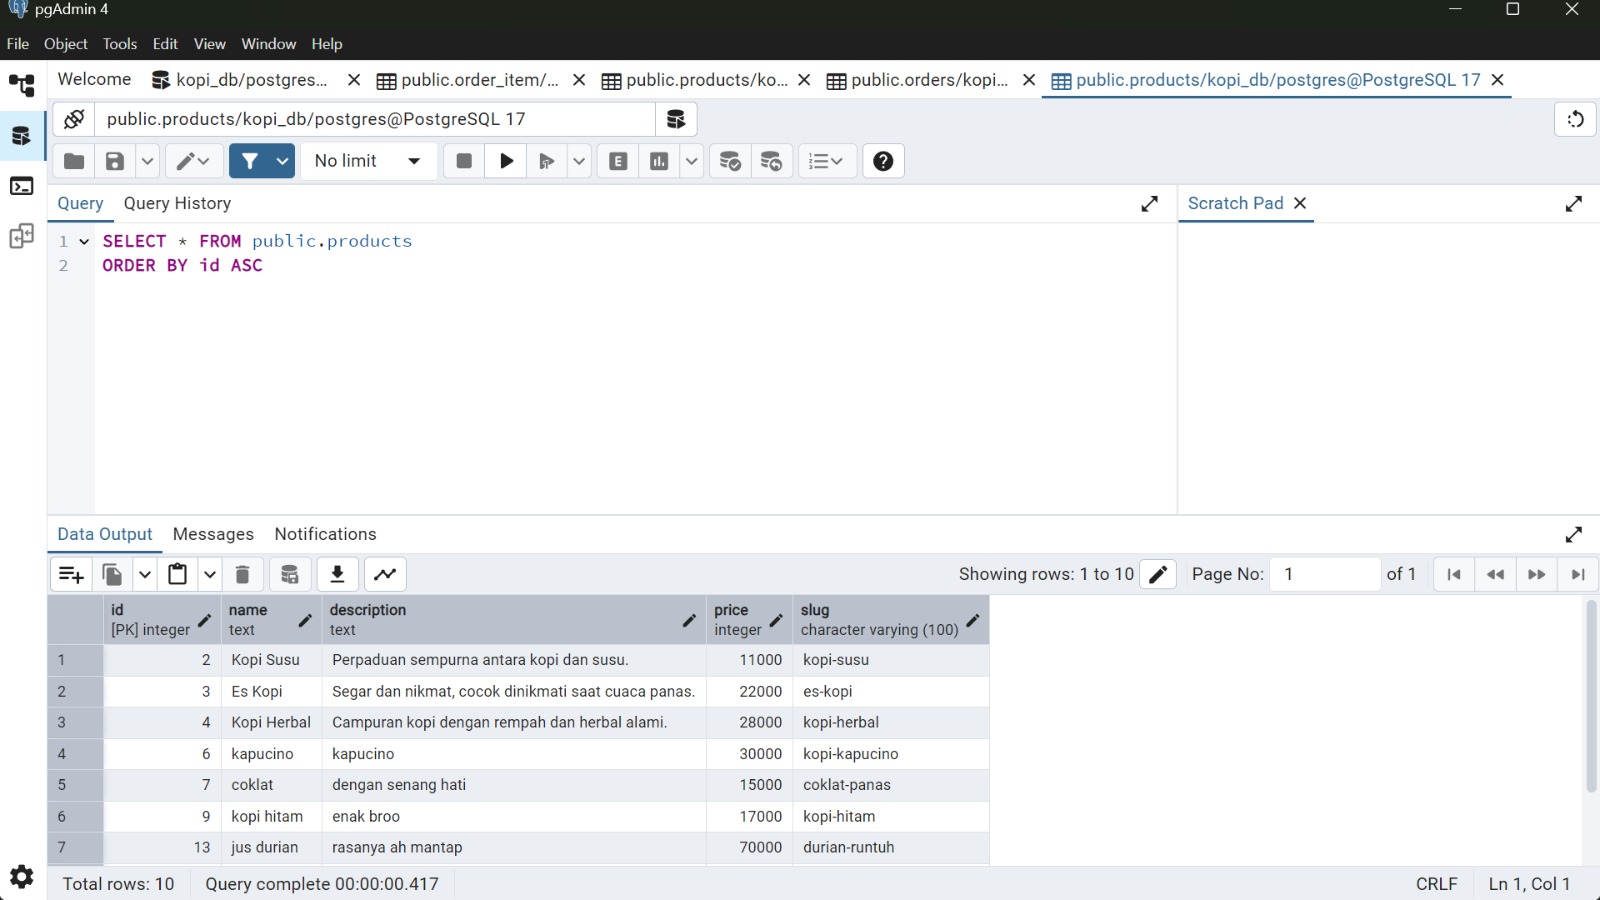 pgAdmin 4
File Object Tools Edit View Window Help
Welcome kopi_db/postgres... public.order_item/... public.products/ko... public.orders/kopi... public.products/kopi_db/postgres@PostgreSQL 17
public.products/kopi_db/postgres@PostgreSQL 17
No limit E
Query Query History Scratch Pad
1 SELECT * FROM public.products
2 ORDER BY id ASC
Data Output Messages Notifications
Showing rows: 1 to 10 Page No: 1 of 1
id name description price slug
[PK] integer text text integer character varying (100)
1 2 Kopi Susu Perpaduan sempurna antara kopi dan susu. 11000 kopi-susu
2 3 Es Kopi Segar dan nikmat, cocok dinikmati saat cuaca panas. 22000 es-kopi
3 4 Kopi Herbal Campuran kopi dengan rempah dan herbal alami. 28000 kopi-herbal
4 6 kapucino kapucino 30000 kopi-kapucino
5 7 coklat dengan senang hati 15000 coklat-panas
6 9 kopi hitam enak broo 17000 kopi-hitam
7 13 jus durian rasanya ah mantap 70000 durian-runtuh
Total rows: 10 Query complete 00:00:00.417 CRLF Ln 1, Col 1